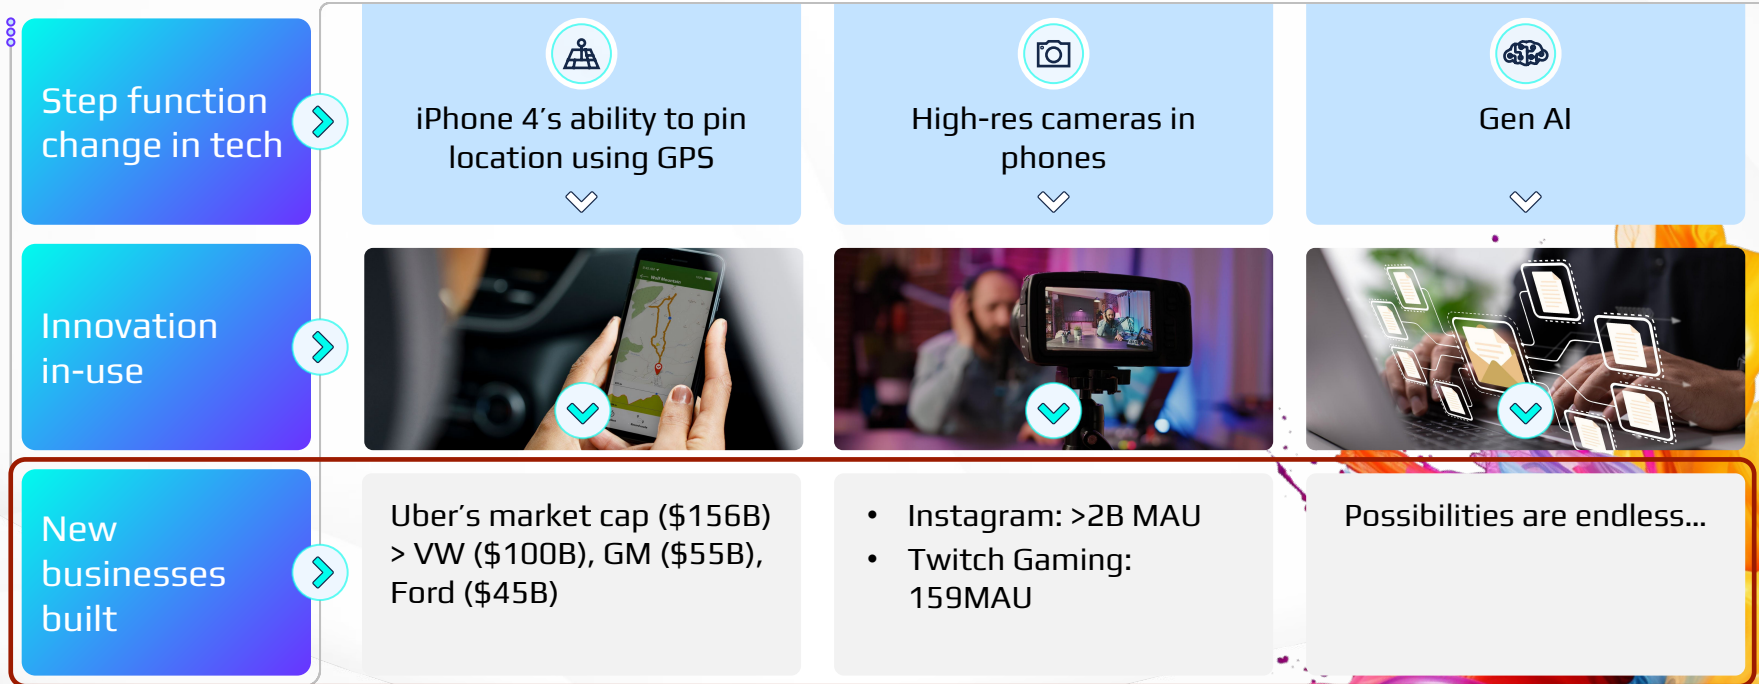 Step function
change in tech
iPhone 4’s ability to pin
location using GPS
High-res cameras in
phones
Gen AI
Innovation
in-use
New
businesses
built
Uber’s market cap ($156B)
> VW ($100B), GM ($55B),
Ford ($45B)
• Instagram: >2B MAU
• Twitch Gaming:
159MAU
Possibilities are endless...